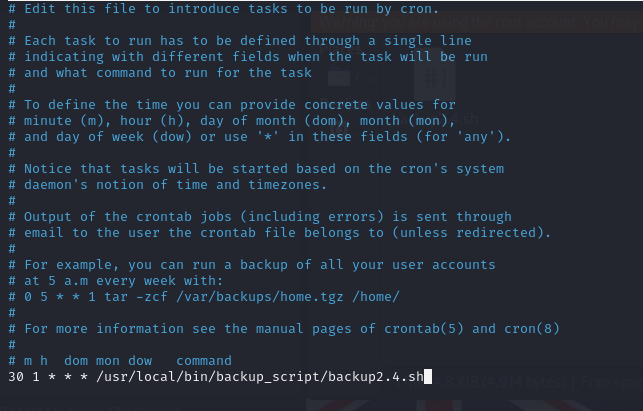 # Edit this file to introduce tasks to be run by cron.
#
# Each task to run has to be defined through a single line
# indicating with different fields when the task will be run
# and what command to run for the task
#
# To define the time you can provide concrete values for
# minute (m), hour (h), day of month (dom), month (mon),
# and day of week (dow) or use '*' in these fields (for 'any').
#
# Notice that tasks will be started based on the cron's system
# daemon's notion of time and timezones.
#
# Output of the crontab jobs (including errors) is sent through
# email to the user the crontab file belongs to (unless redirected).
#
# For example, you can run a backup of all your user accounts
# at 5 a.m every week with:
# 0 5 * * 1 tar -zcf /var/backups/home.tgz /home/
#
# For more information see the manual pages of crontab(5) and cron(8)
#
# m h  dom mon dow   command
30 1 * * * /usr/local/bin/backup_script/backup2.4.sh